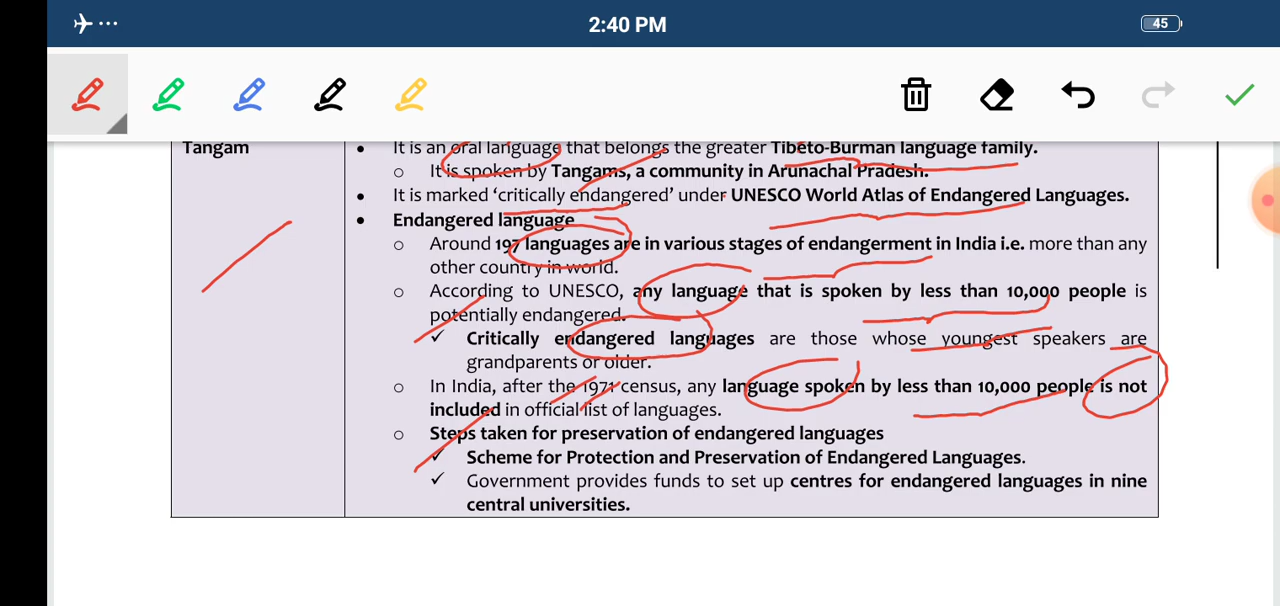 2:40 PM
45
Tangam
• It is an oral language that belongs the greater Tibeto-Burman language family.
o It is spoken by Tangams, a community in Arunachal Pradesh.
• It is marked ‘critically endangered’ under UNESCO World Atlas of Endangered Languages.
• Endangered language
o Around 197 languages are in various stages of endangerment in India i.e. more than any
other country in world.
o According to UNESCO, any language that is spoken by less than 10,000 people is
potentially endangered.
✓ Critically endangered languages are those whose youngest speakers are
grandparents or older.
o In India, after the 1971 census, any language spoken by less than 10,000 people is not
included in official list of languages.
o Steps taken for preservation of endangered languages
✓ Scheme for Protection and Preservation of Endangered Languages.
✓ Government provides funds to set up centres for endangered languages in nine
central universities.